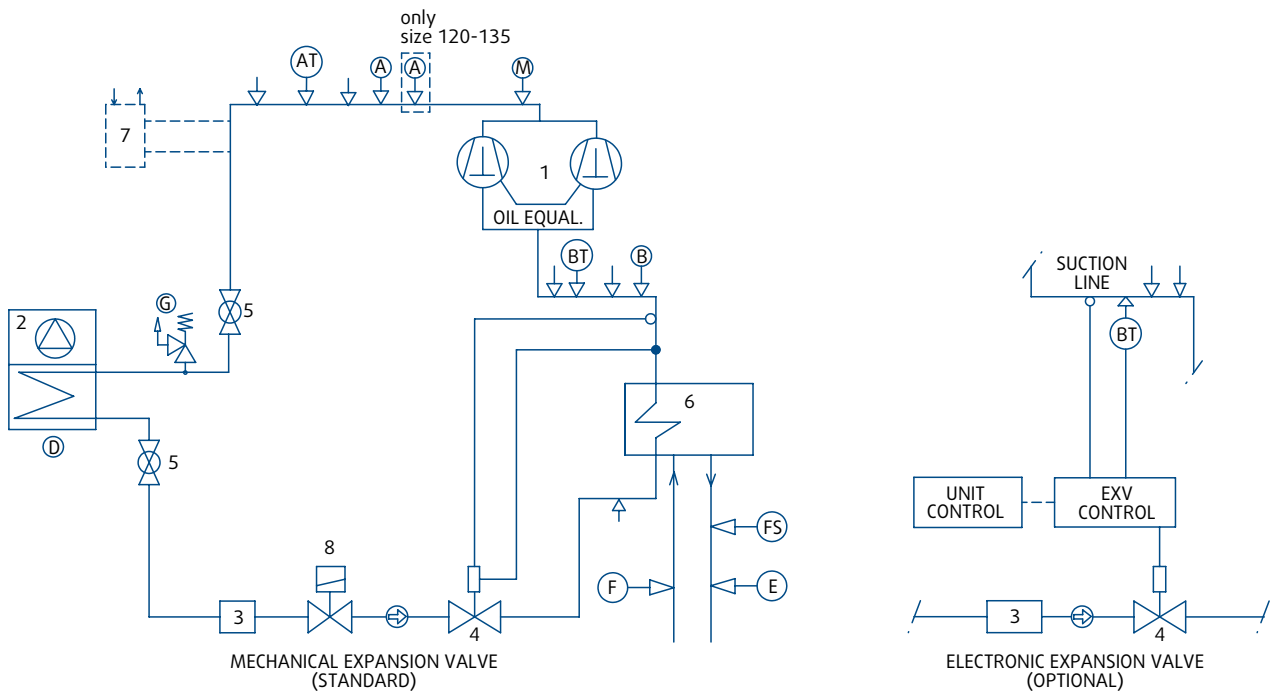 only
size 120-135
AT
A
A
M
7
1
OIL EQUAL.
BT
B
SUCTION
LINE
G
5
2
BT
6
D
5
UNIT
CONTROL
EXV
CONTROL
FS
8
F
E
3
4
3
4
MECHANICAL EXPANSION VALVE
(STANDARD)
ELECTRONIC EXPANSION VALVE
(OPTIONAL)